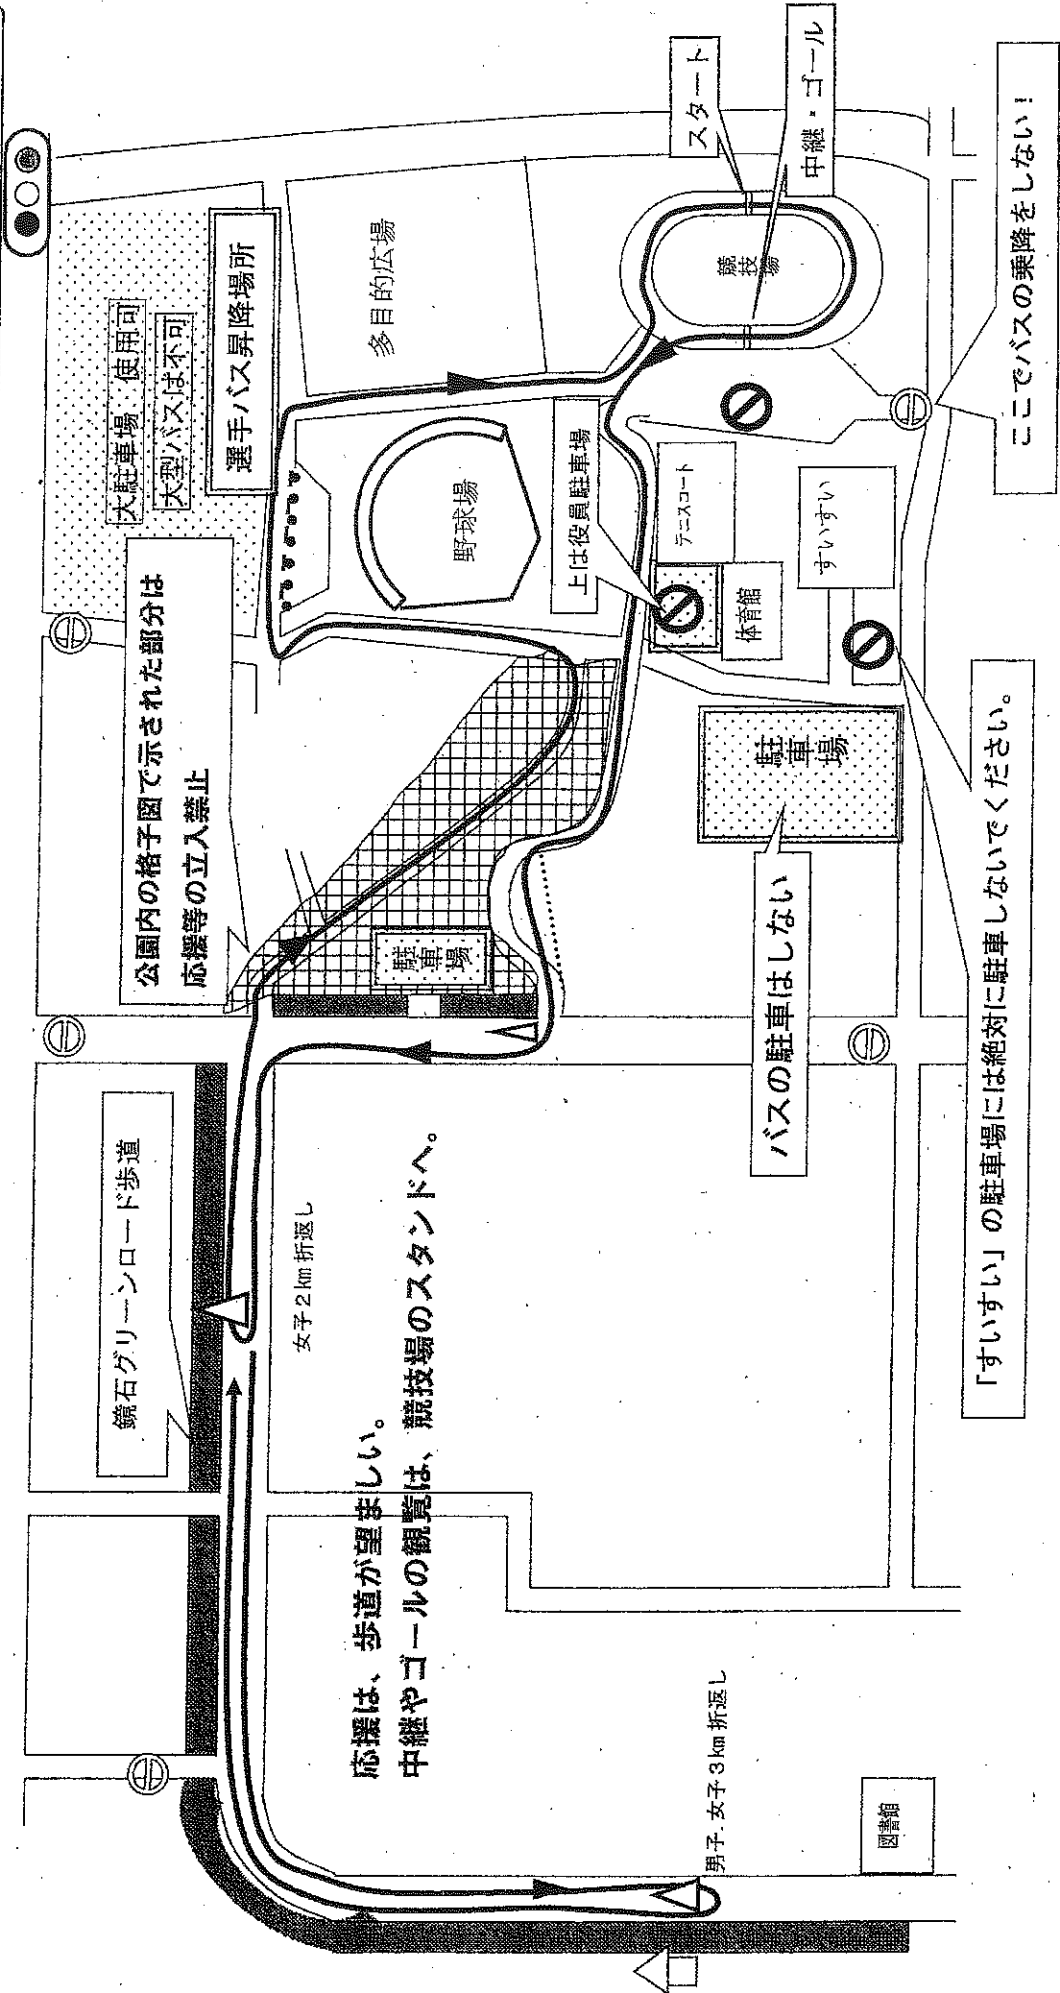 大駐車場　使用可
大型バスは不可
選手バス昇降場所
多目的広場
スタート
中継・ゴール
競技場
ここでバスの乗降をしない！
公園内の格子図で示された部分は
応援等の立入禁止
野球場
上は役員駐車場
テニスコート
体育館
すいすい
駐車場
駐車場
バスの駐車はしない
「すいすい」の駐車場には絶対に駐車しないでください。
鏡石グリーンロード歩道
女子２㎞折返し
応援は、歩道が望ましい。
中継やゴールの観覧は、競技場のスタンドへ。
男子．女子３㎞折返し
図書館